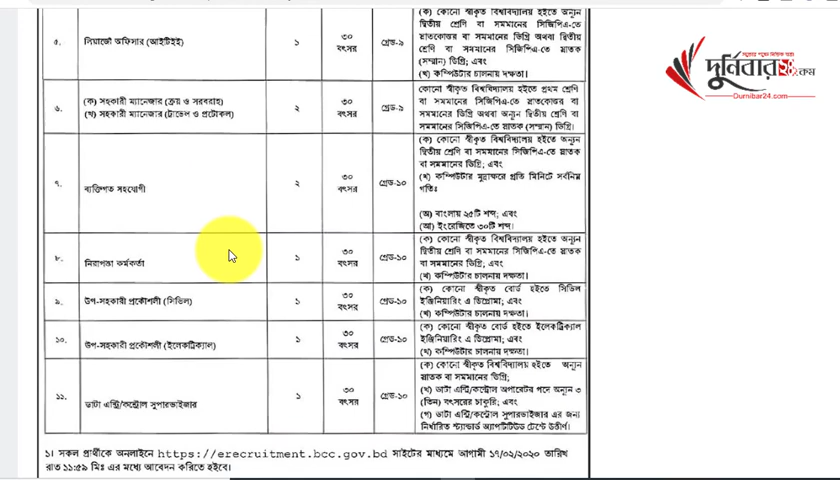 (ক) কোনো স্বীকৃত বিশ্ববিদ্যালয় হইতে অন্যূন
দ্বিতীয় শ্রেণি বা সমমানের সিজিপিএ-তে
স্নাতকোত্তর বা সমমানের ডিগ্রি অথবা দ্বিতীয়
৫. লিয়াজোঁ অফিসার (আইটিইই) ১ ৩০ বৎসর গ্রেড-৯
শ্রেণি বা সমমানের সিজিপিএ-তে স্নাতক
(সম্মান) ডিগ্রি; এবং
(খ) কম্পিউটার চালনায় দক্ষতা।
৬. (ক) সহকারী ম্যানেজার (ক্রয় ও সরবরাহ)
(খ) সহকারী ম্যানেজার (ট্রাভেল ও প্রটোকল)
২ ৩০ বৎসর গ্রেড-৯
কোনো স্বীকৃত বিশ্ববিদ্যালয় হইতে প্রথম শ্রেণি
বা সমমানের সিজিপিএ-তে স্নাতকোত্তর বা
সমমানের ডিগ্রি অথবা অন্যূন দ্বিতীয় শ্রেণি বা
সমমানের সিজিপিএ-তে স্নাতক (সম্মান) ডিগ্রি।
৭. ব্যক্তিগত সহযোগী ২ ৩০ বৎসর গ্রেড-১০
(ক) কোনো স্বীকৃত বিশ্ববিদ্যালয় হইতে অন্যূন
দ্বিতীয় শ্রেণি বা সমমানের সিজিপিএ-তে স্নাতক
বা সমমানের ডিগ্রি; এবং
(খ) কম্পিউটার মুদ্রাক্ষরে প্রতি মিনিটে সর্বনিম্ন
গতিঃ
(অ) বাংলায় ২৫টি শব্দ; এবং
(আ) ইংরেজিতে ৩০টি শব্দ।
৮. নিরাপত্তা কর্মকর্তা ১ ৩০ বৎসর গ্রেড-১০
(ক) কোনো স্বীকৃত বিশ্ববিদ্যালয় হইতে অন্যূন
দ্বিতীয় শ্রেণি বা সমমানের সিজিপিএ-তে স্নাতক
বা সমমানের ডিগ্রি; এবং
(খ) কম্পিউটার চালনায় দক্ষতা।
৯. উপ-সহকারী প্রকৌশলী (সিভিল) ১ ৩০ বৎসর গ্রেড-১০
(ক) কোনো স্বীকৃত বোর্ড হইতে সিভিল
ইঞ্জিনিয়ারিং এ ডিপ্লোমা; এবং
(খ) কম্পিউটার চালনায় দক্ষতা।
১০. উপ-সহকারী প্রকৌশলী (ইলেকট্রিক্যাল) ১ ৩০ বৎসর গ্রেড-১০
(ক) কোনো স্বীকৃত বোর্ড হইতে ইলেকট্রিক্যাল
ইঞ্জিনিয়ারিং এ ডিপ্লোমা; এবং
(খ) কম্পিউটার চালনায় দক্ষতা।
১১. ডাটা এন্ট্রি/কন্ট্রোল সুপারভাইজার ১ ৩০ বৎসর গ্রেড-১০
(ক) কোনো স্বীকৃত বিশ্ববিদ্যালয় হইতে অন্যূন
স্নাতক বা সমমানের ডিগ্রি;
(খ) ডাটা এন্ট্রি/কন্ট্রোল অপারেটর পদে অন্যূন ৩
(তিন) বৎসরের চাকুরি; এবং
(গ) ডাটা এন্ট্রি/কন্ট্রোল সুপারভাইজার এর জন্য
নির্ধারিত স্ট্যান্ডার্ড অ্যাপটিটিউড টেস্টে উত্তীর্ণ।
১। সকল প্রার্থীকে অনলাইনে https://erecruitment.bcc.gov.bd সাইটের মাধ্যমে আগামী ১৭/০২/২০২০ তারিখ
রাত ১১:৫৯ মিঃ এর মধ্যে আবেদন করিতে হইবে।
দুর্নিবার২৪.কম
Durnibar24.com